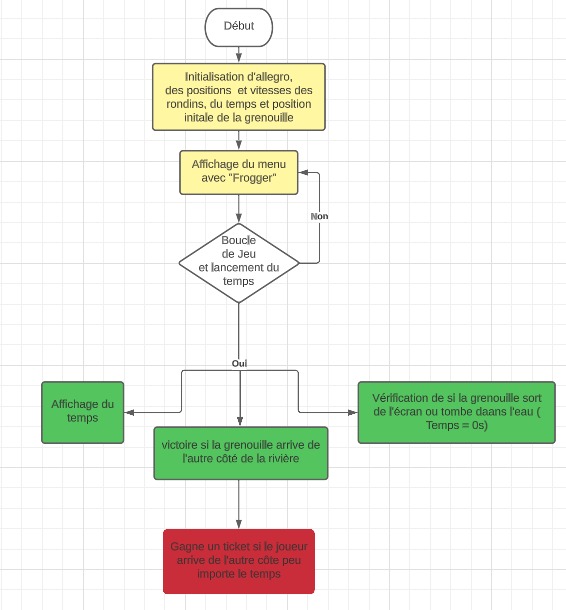 Début
Initialisation d'allegro,
des positions et vitesses des
rondins, du temps et position
initale de la grenouille
Affichage du menu
avec "Frogger"
Non
Boucle
de Jeu
et lancement du
temps
Oui
Affichage du
temps
Vérification de si la grenouille sort
de l'écran ou tombe daans l'eau (
Temps = 0s)
victoire si la grenouille arrive de
l'autre côté de la rivière
Gagne un ticket si le joueur
arrive de l'autre côte peu
importe le temps